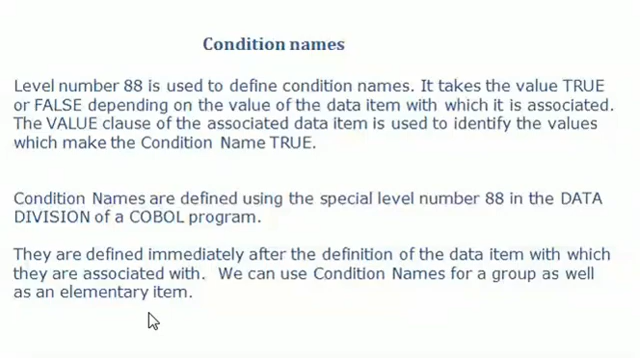 Condition names
Level number 88 is used to define condition names. It takes the value TRUE
or FALSE depending on the value of the data item with which it is associated.
The VALUE clause of the associated data item is used to identify the values
which make the Condition Name TRUE.
Condition Names are defined using the special level number 88 in the DATA
DIVISION of a COBOL program.
They are defined immediately after the definition of the data item with which
they are associated with. We can use Condition Names for a group as well
as an elementary item.